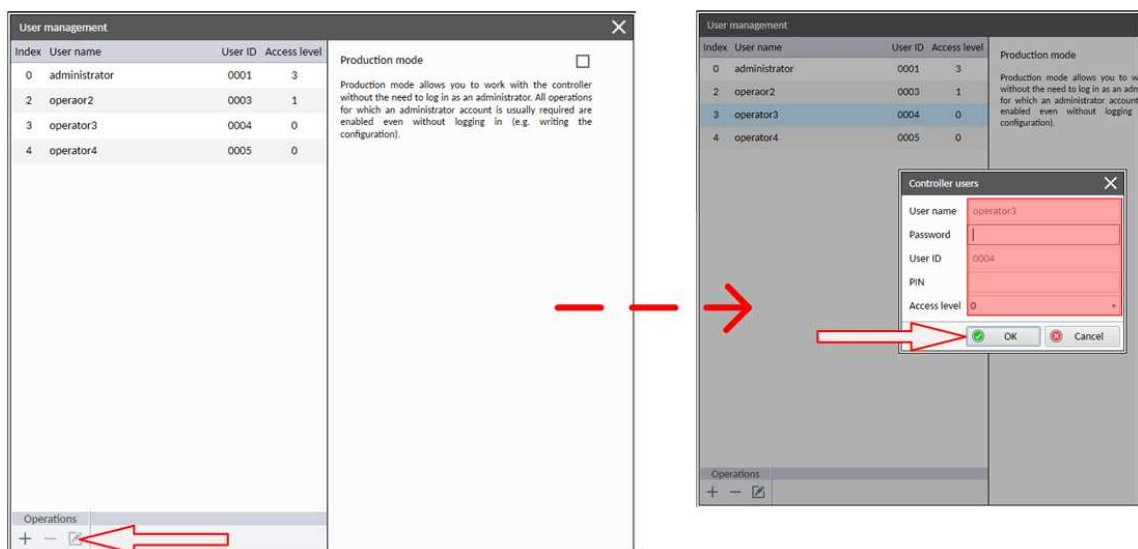 User management
Index User name User ID Access level
0 administrator 0001 3
2 operaor2 0003 1
3 operator3 0004 0
4 operator4 0005 0
Production mode
Production mode allows you to work with the controller
without the need to log in as an administrator. All operations
for which an administrator account is usually required are
enabled even without logging in (e.g. writing the
configuration).
Operations
User management
Index User name User ID Access level
0 administrator 0001 3
2 operaor2 0003 1
3 operator3 0004 0
4 operator4 0005 0
Production mode
Production mode allows you to w
without the need to log in as an adm
for which an administrator account
enabled even without logging
configuration).
Controller users
User name operator3
Password
User ID 0004
PIN
Access level 0
OK Cancel
Operations